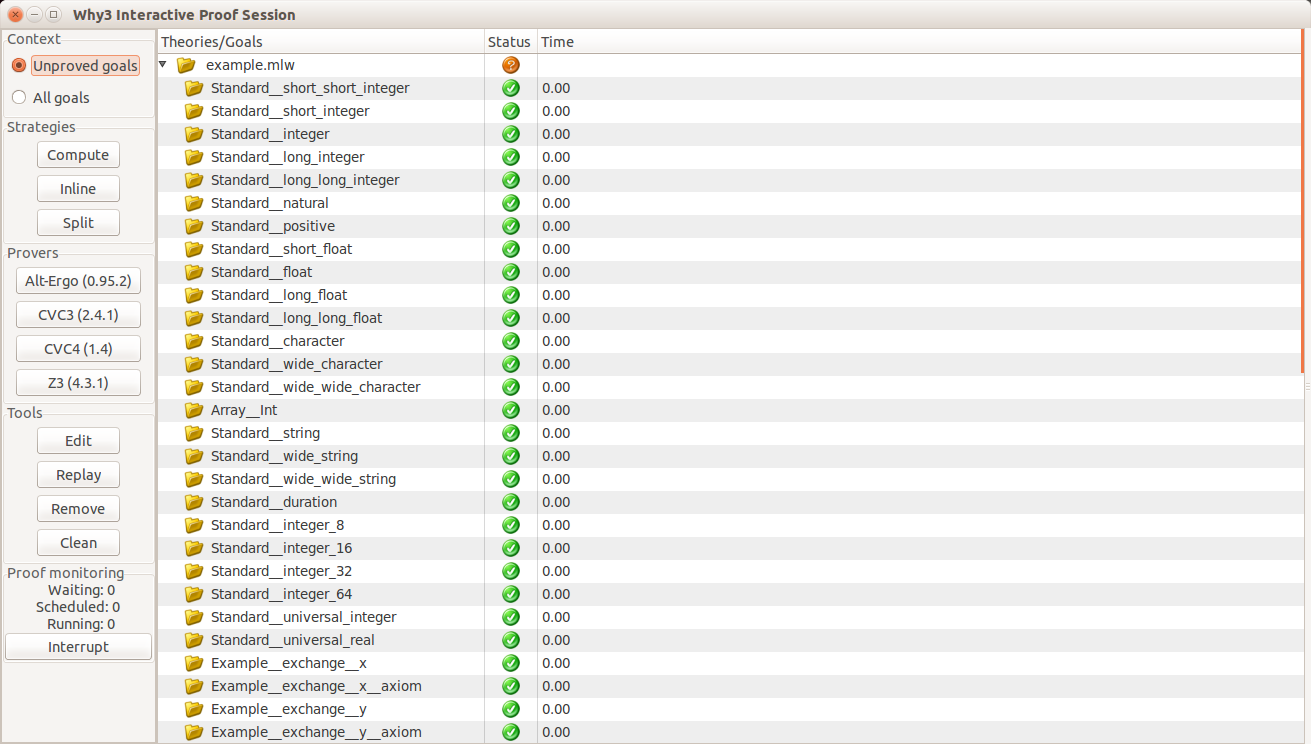 Why3 Interactive Proof Session
Context
Unproved goals
All goals
Strategies
Compute
Inline
Split
Provers
Alt-Ergo (0.95.2)
CVC3 (2.4.1)
CVC4 (1.4)
Z3 (4.3.1)
Tools
Edit
Replay
Remove
Clean
Proof monitoring
Waiting: 0
Scheduled: 0
Running: 0
Interrupt
Theories/Goals Status Time
example.mlw ?
Standard__short_short_integer 0.00
Standard__short_integer 0.00
Standard__integer 0.00
Standard__long_integer 0.00
Standard__long_long_integer 0.00
Standard__natural 0.00
Standard__positive 0.00
Standard__short_float 0.00
Standard__float 0.00
Standard__long_float 0.00
Standard__long_long_float 0.00
Standard__character 0.00
Standard__wide_character 0.00
Standard__wide_wide_character 0.00
Array__Int 0.00
Standard__string 0.00
Standard__wide_string 0.00
Standard__wide_wide_string 0.00
Standard__duration 0.00
Standard__integer_8 0.00
Standard__integer_16 0.00
Standard__integer_32 0.00
Standard__integer_64 0.00
Standard__universal_integer 0.00
Standard__universal_real 0.00
Example__exchange__x 0.00
Example__exchange__x__axiom 0.00
Example__exchange__y 0.00
Example__exchange__y__axiom 0.00